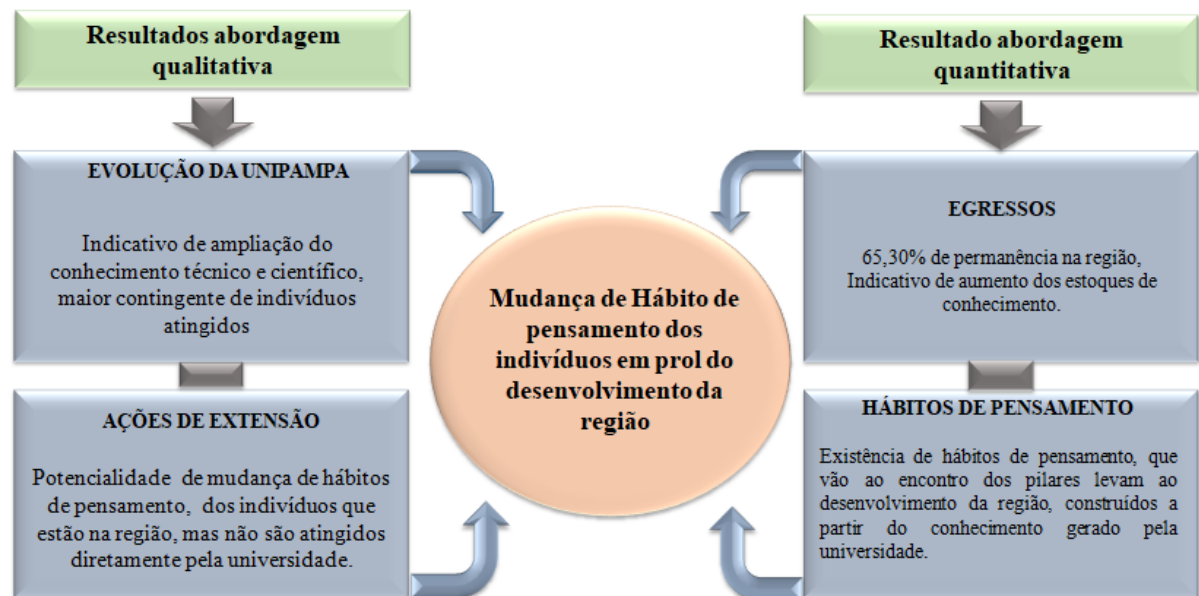 Resultados abordagem
qualitativa
EVOLUÇÃO DA UNIPAMPA
Indicativo de ampliação do
conhecimento técnico e científico,
maior contingente de indivíduos
atingidos
AÇÕES DE EXTENSÃO
Potencialidade de mudança de hábitos
de pensamento, dos indivíduos que
estão na região, mas não são atingidos
diretamente pela universidade.
Mudança de Hábito de
pensamento dos
indivíduos em prol do
desenvolvimento da
região
Resultado abordagem
quantitativa
EGRESSOS
65,30% de permanência na região,
Indicativo de aumento dos estoques de
conhecimento.
HÁBITOS DE PENSAMENTO
Existência de hábitos de pensamento, que
vão ao encontro dos pilares levam ao
desenvolvimento da região, construídos a
partir do conhecimento gerado pela
universidade.